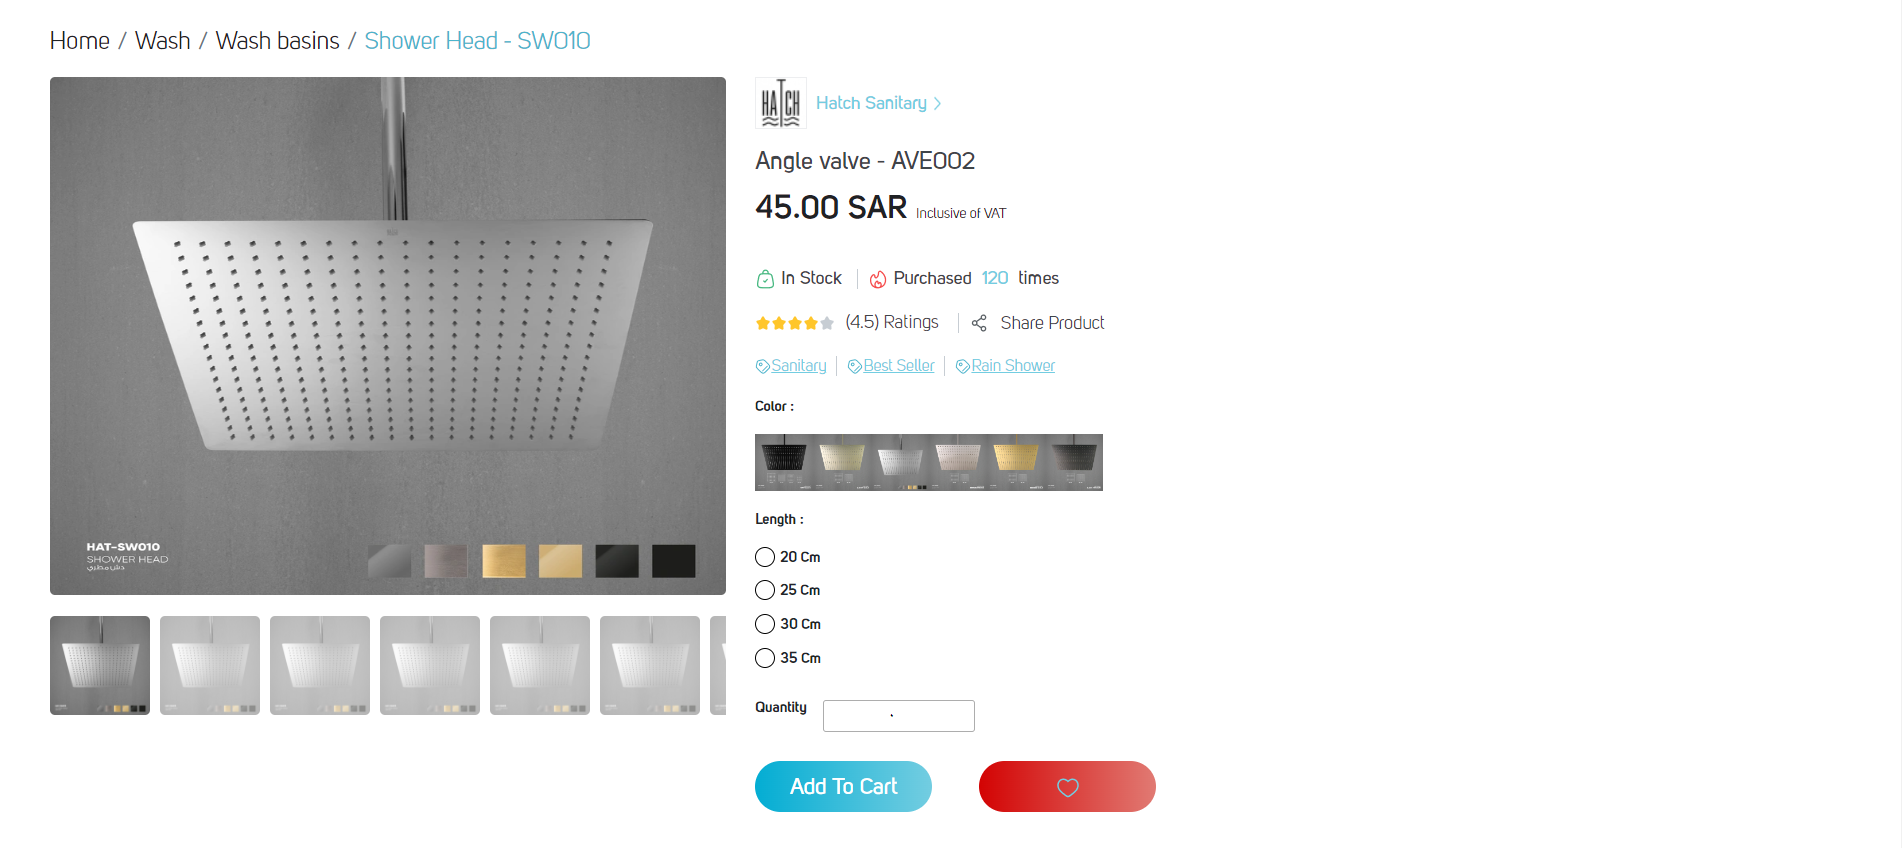 Home / Wash / Wash basins / Shower Head - SW010
HATCH
Hatch Sanitary >
Angle valve - AVE002
45.00 SAR Inclusive of VAT
In Stock
Purchased 120 times
(4.5) Ratings
Share Product
Sanitary
Best Seller
Rain Shower
Color :
Length :
20 Cm
25 Cm
30 Cm
35 Cm
Quantity
Add To Cart
HAT-SW010
SHOWER HEAD
دش مطري